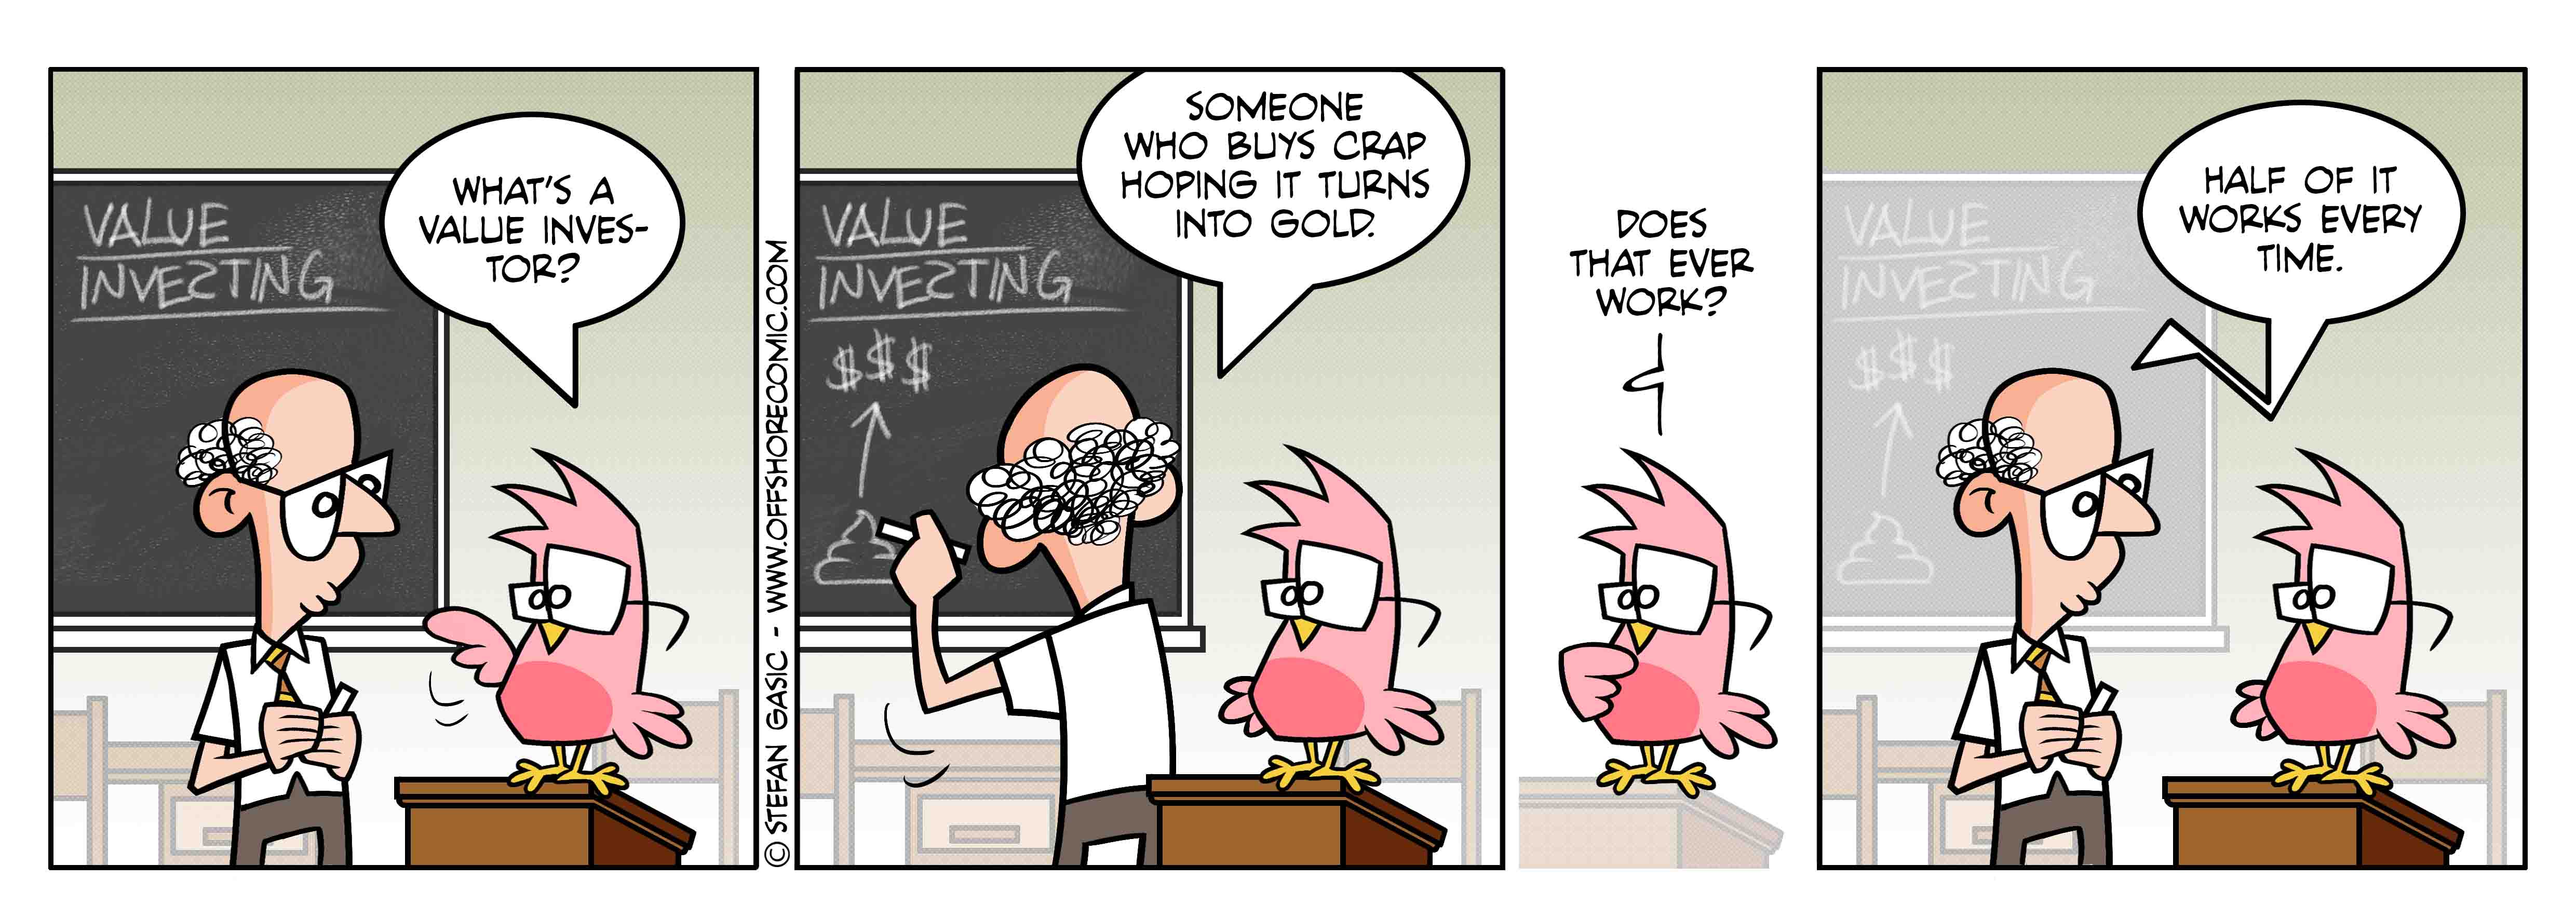 VALUE
INVESTING
WHAT'S A
VALUE INVES-
TOR?
© STEFAN GASIC - WWW.OFFSHORECOMIC.COM
VALUE
INVESTING
$$$
SOMEONE
WHO BUYS CRAP
HOPING IT TURNS
INTO GOLD.
DOES
THAT EVER
WORK?
VALUE
INVESTING
$$$
HALF OF IT
WORKS EVERY
TIME.